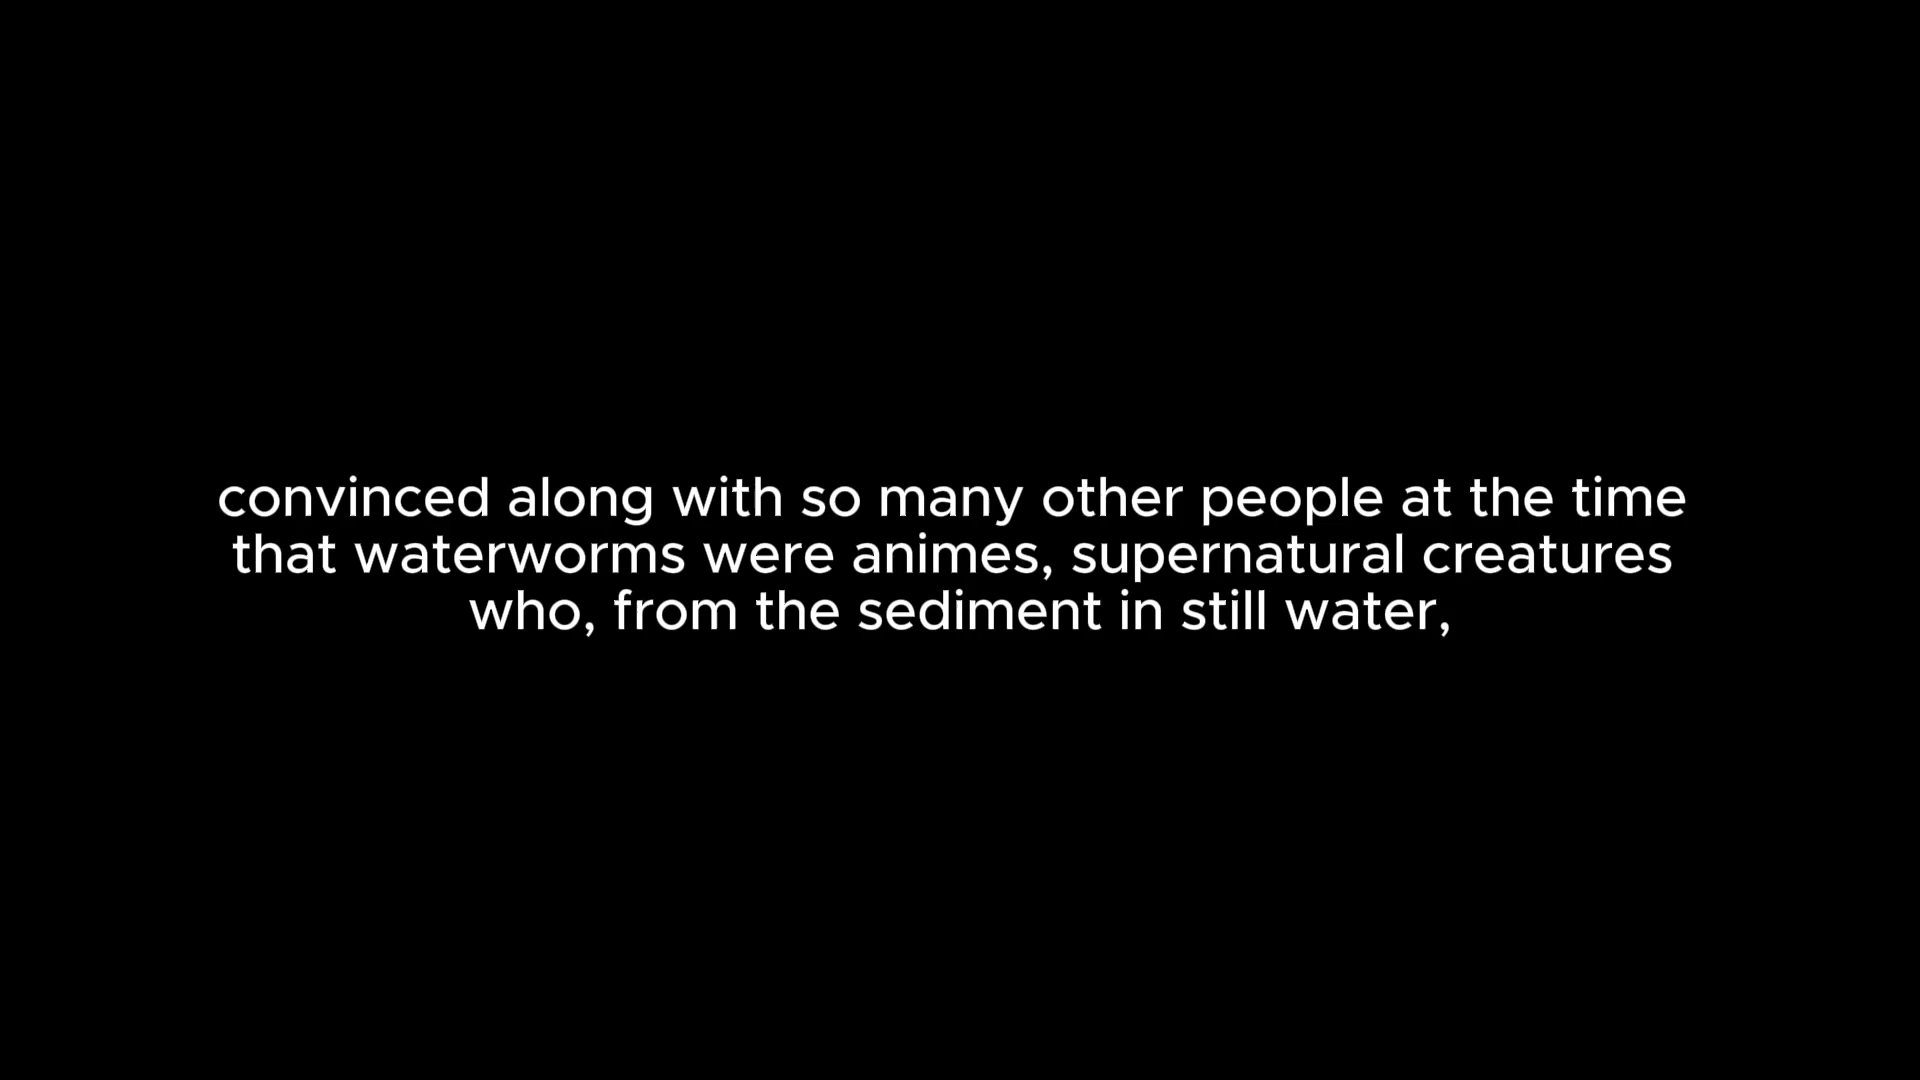 convinced along with so many other people at the time
that waterworms were animes, supernatural creatures
who, from the sediment in still water,